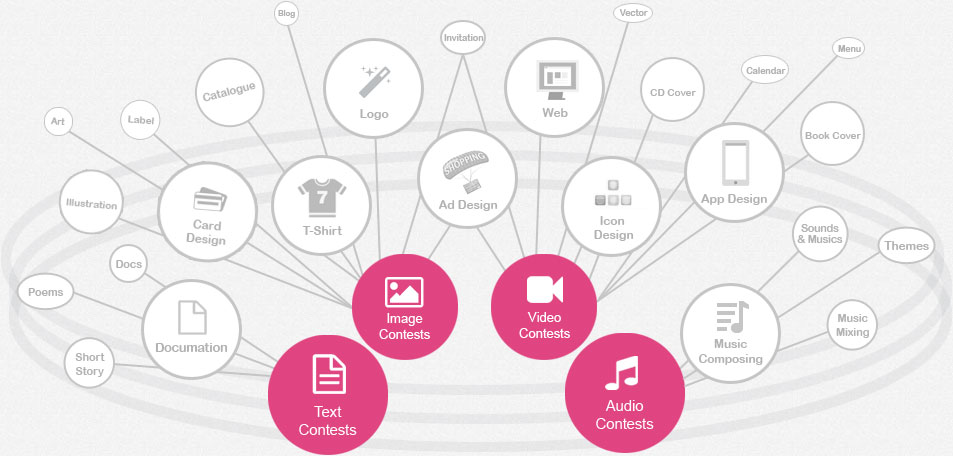 Blog
Vector
Invitation
Menu
Calendar
Catalogue
Logo
Web
CD Cover
Art
Label
Book Cover
SHOPPING
Ad Design
7
T-Shirt
App Design
Illustration
Card
Design
Icon
Design
Sounds
& Musics
Themes
Docs
Poems
Image
Contests
Video
Contests
Music
Mixing
Documation
Music
Composing
Short
Story
Text
Contests
Audio
Contests